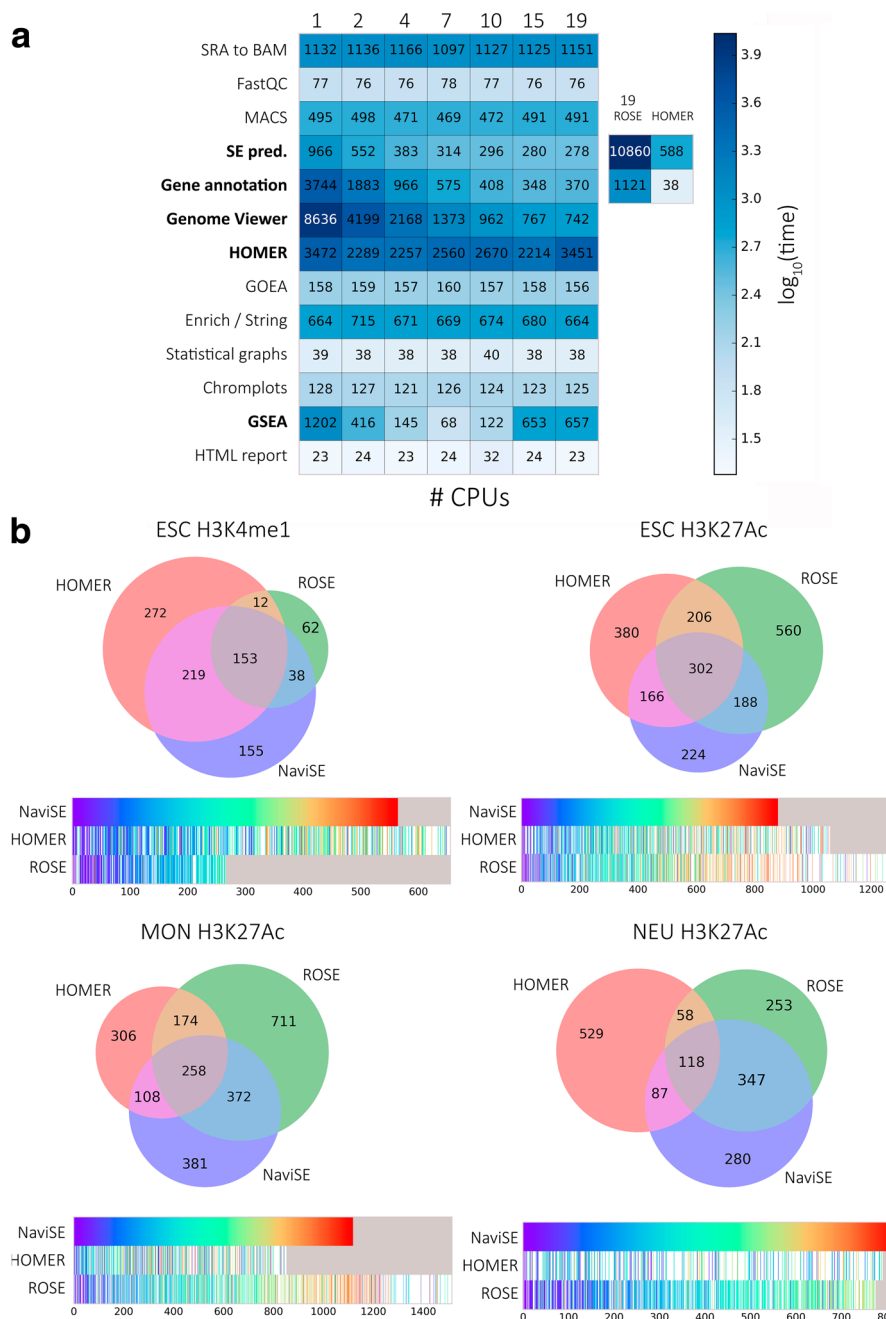 a
1 2 4 7 10 15 19
SRA to BAM 1132 1136 1166 1097 1127 1125 1151
FastQC 77 76 76 78 77 76 76
MACS 495 498 471 469 472 491 491
SE pred. 966 552 383 314 296 280 278
Gene annotation 3744 1883 966 575 408 348 370
Genome Viewer 8636 4199 2168 1373 962 767 742
HOMER 3472 2289 2257 2560 2670 2214 3451
GOEA 158 159 157 160 157 158 156
Enrich / String 664 715 671 669 674 680 664
Statistical graphs 39 38 38 38 40 38 38
Chromplots 128 127 121 126 124 123 125
GSEA 1202 416 145 68 122 653 657
HTML report 23 24 23 24 32 24 23
# CPUs
19
ROSE HOMER
10860 588
1121 38
3.9
3.6
3.3
3.0
2.7
2.4
2.1
1.8
1.5
log10(time)
b
ESC H3K4me1
HOMER
ROSE
272
12
62
153
219
38
155
NaviSE
NaviSE
HOMER
ROSE
0 100 200 300 400 500 600
ESC H3K27Ac
HOMER
ROSE
380
206
560
302
166
188
224
NaviSE
NaviSE
HOMER
ROSE
0 200 400 600 800 1000 1200
MON H3K27Ac
HOMER
ROSE
306
174
711
258
108
372
381
NaviSE
NaviSE
HOMER
ROSE
0 200 400 600 800 1000 1200 1400
NEU H3K27Ac
HOMER
ROSE
529
58
253
118
87
347
280
NaviSE
NaviSE
HOMER
ROSE
0 100 200 300 400 500 600 700 800